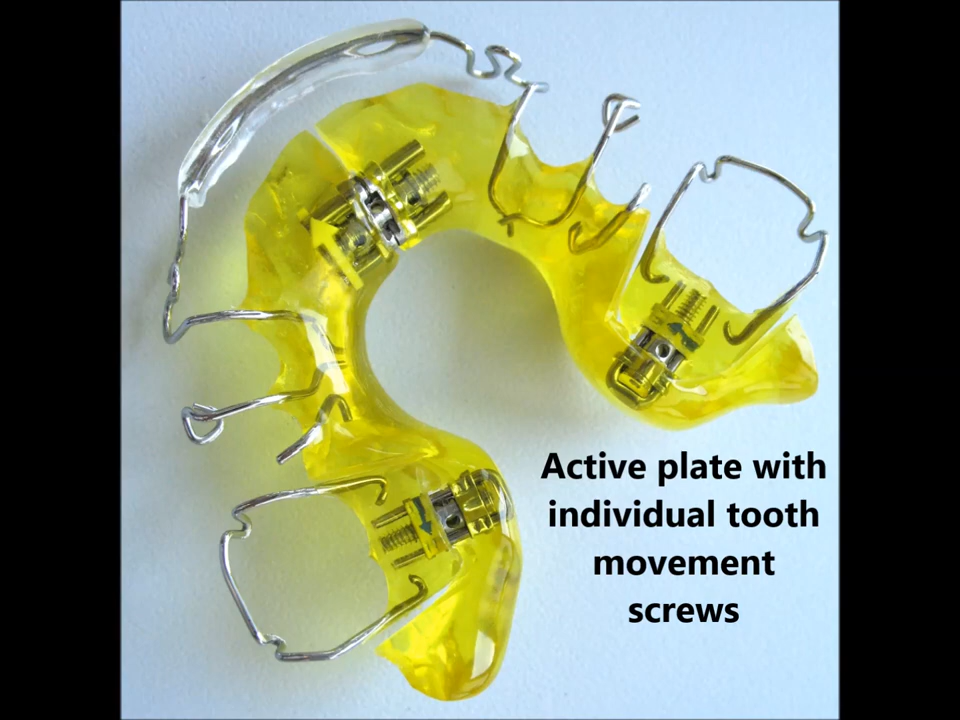 Active plate with
individual tooth
movement
screws